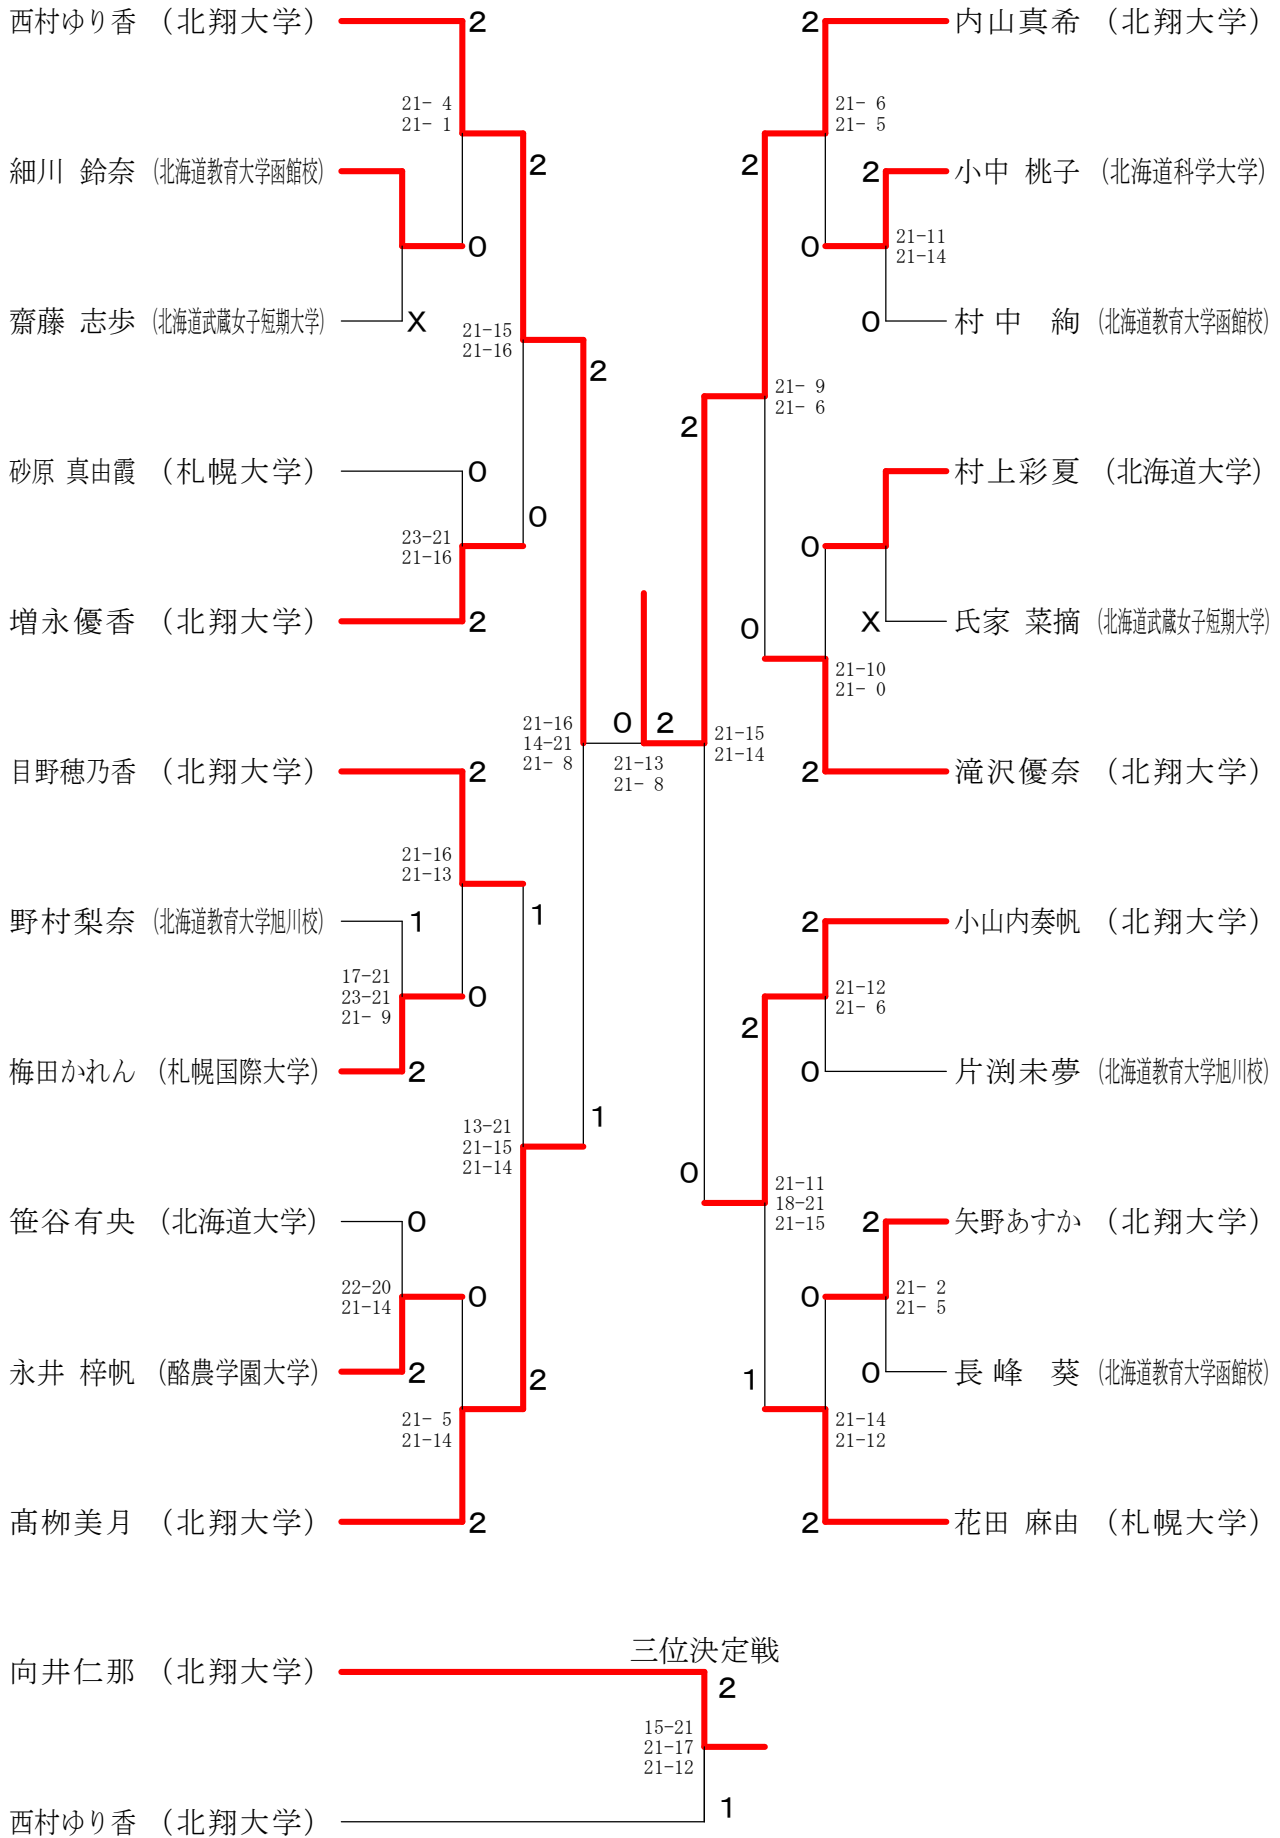 西村ゆり香 (北翔大学) 2
21- 4
21- 1
2
細川 鈴奈 (北海道教育大学函館校)
0
齋藤 志歩 (北海道武蔵女子短期大学) X
21-15
21-16
2
砂原 真由霞 (札幌大学) 0
0
23-21
21-16
増永優香 (北翔大学) 2
21-16
14-21
21- 8
目野穂乃香 (北翔大学) 2
21-16
21-13
野村梨奈 (北海道教育大学旭川校) 1
1
17-21
23-21
21- 9
0
梅田かれん (札幌国際大学) 2
13-21
21-15
21-14
1
笹谷有央 (北海道大学) 0
22-20
21-14
0
永井 梓帆 (酪農学園大学) 2
2
21- 5
21-14
髙栁美月 (北翔大学) 2
0 2
21-13
21- 8
2 内山真希 (北翔大学)
21- 6
21- 5
2
2 小中 桃子 (北海道科学大学)
0
21-11
21-14
0 村中 絢 (北海道教育大学函館校)
21- 9
21- 6
2
村上彩夏 (北海道大学)
0
X 氏家 菜摘 (北海道武蔵女子短期大学)
0
21-10
21- 0
21-15
21-14
2 滝沢優奈 (北翔大学)
2 小山内奏帆 (北翔大学)
21-12
21- 6
2
0 片渕未夢 (北海道教育大学旭川校)
0
21-11
18-21
21-15
2 矢野あすか (北翔大学)
0
21- 2
21- 5
1
0 長峰 葵 (北海道教育大学函館校)
21-14
21-12
2 花田 麻由 (札幌大学)
三位決定戦
向井仁那 (北翔大学) 2
15-21
21-17
21-12
西村ゆり香 (北翔大学) 1